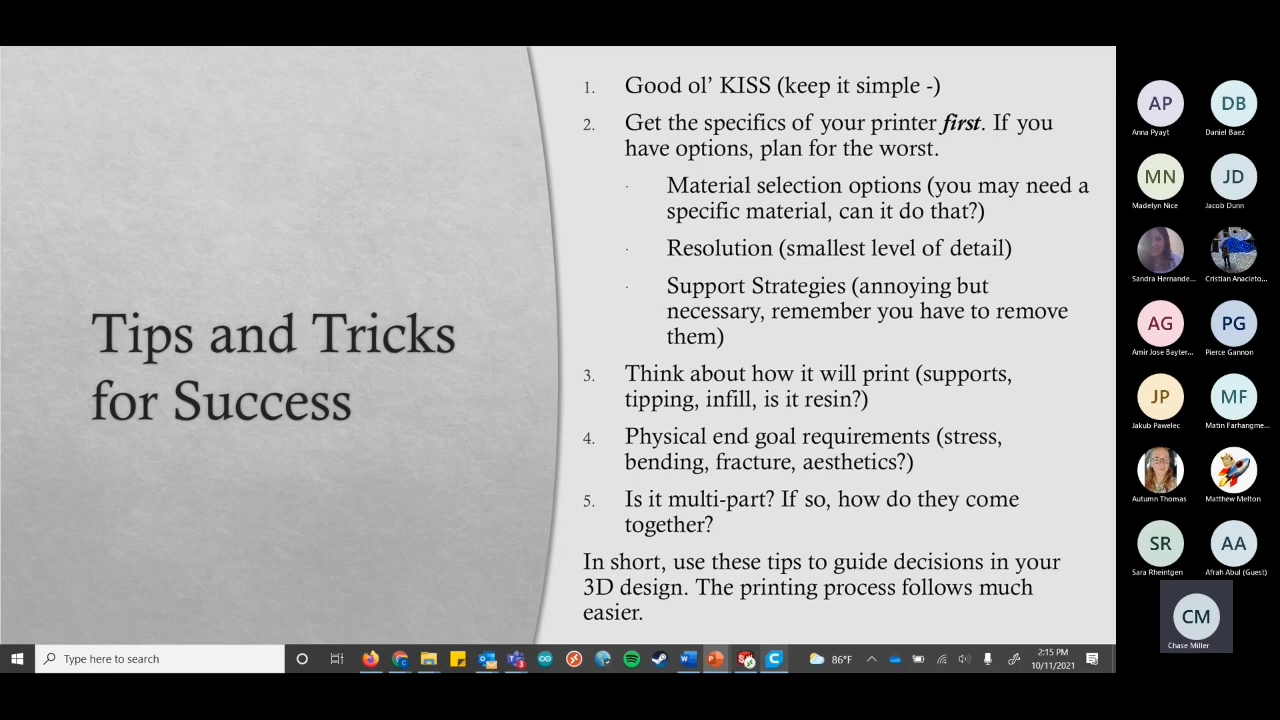 Tips and Tricks
for Success
1. Good ol' KISS (keep it simple -)
2. Get the specifics of your printer first. If you
have options, plan for the worst.
· Material selection options (you may need a
specific material, can it do that?)
· Resolution (smallest level of detail)
· Support Strategies (annoying but
necessary, remember you have to remove
them)
3. Think about how it will print (supports,
tipping, infill, is it resin?)
4. Physical end goal requirements (stress,
bending, fracture, aesthetics?)
5. Is it multi-part? If so, how do they come
together?
In short, use these tips to guide decisions in your
3D design. The printing process follows much
easier.
AP
Anna Pyayt
DB
Daniel Baez
MN
Madelyn Nice
JD
Jacob Dunn
Sandra Hernande...
Cristian Anacleto...
AG
Amir Jose Bayter...
PG
Pierce Gannon
JP
Jakub Pawelec
MF
Matin Farhangme...
Autumn Thomas
Matthew Melton
SR
Sara Rheintgen
AA
Afrah Abul (Guest)
CM
Chase Miller
Type here to search
86°F
2:15 PM
10/11/2021